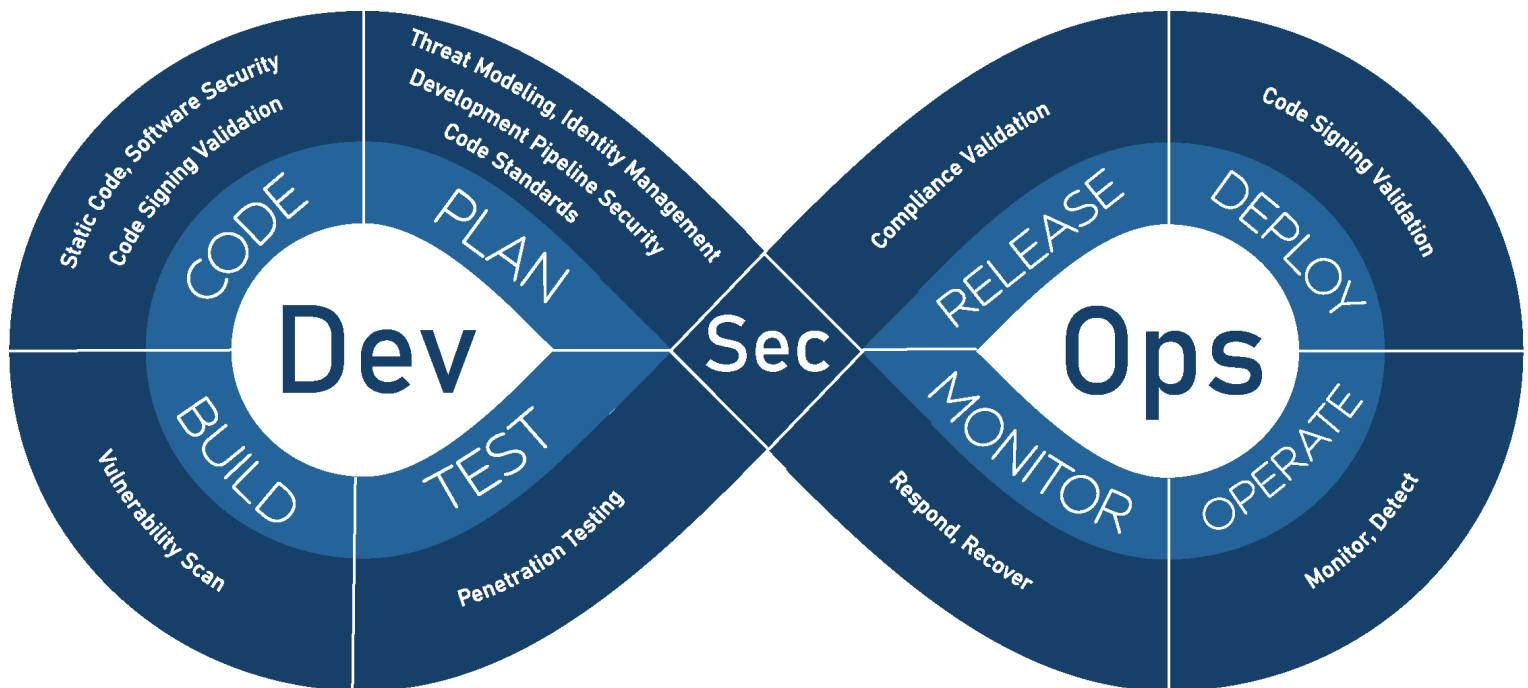 Static Code, Software Security
Code Signing Validation
CODE
Threat Modeling, Identity Management
Development Pipeline Security
Code Standards
PLAN
Dev
BUILD
Vulnerability Scan
TEST
Penetration Testing
Sec
Compliance Validation
RELEASE
Code Signing Validation
DEPLOY
Ops
MONITOR
Respond, Recover
OPERATE
Monitor, Detect